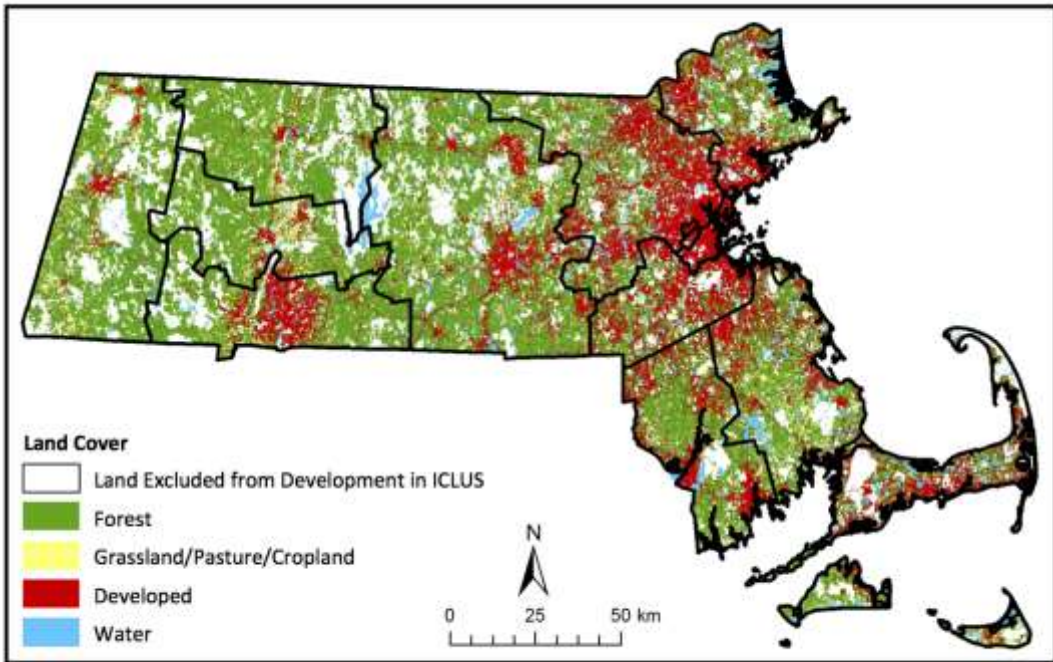 Land Cover
Land Excluded from Development in ICLUS
Forest
Grassland/Pasture/Cropland
Developed
Water
N
0 25 50 km